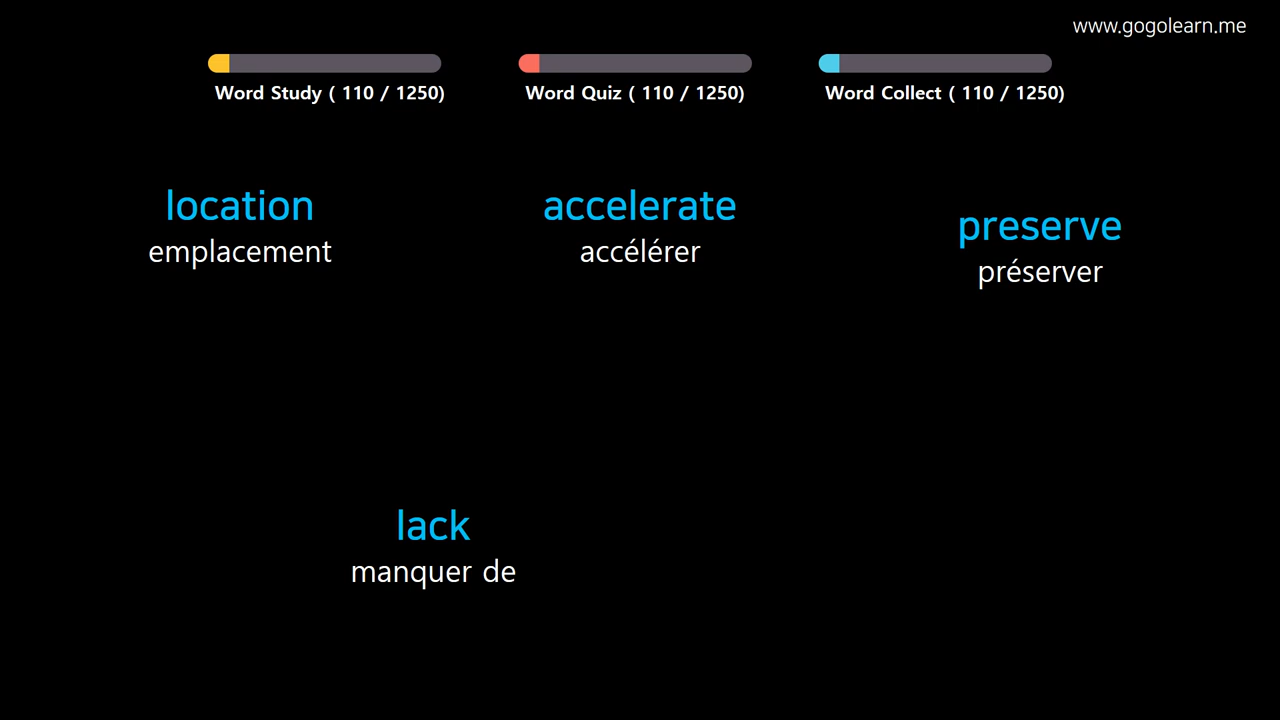 www.gogolearn.me
Word Study ( 110 / 1250)
Word Quiz ( 110 / 1250)
Word Collect ( 110 / 1250)
location
emplacement
accelerate
accélérer
preserve
préserver
lack
manquer de